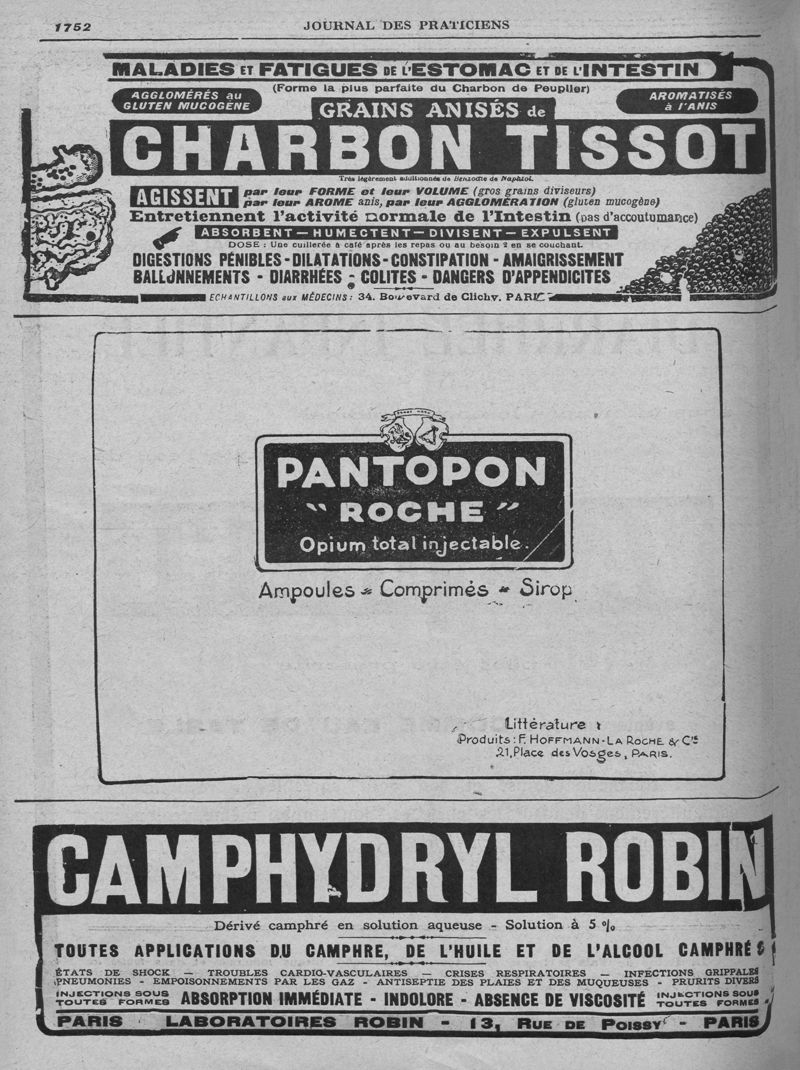 1752
JOURNAL DES PRATICIENS
MALADIES ET FATIGUES DE L'ESTOMAC ET DE L'INTESTIN
(Forme la plus parfaite du Charbon de Peuplier)
AGGLOMÉRÉS au
GLUTEN MUCOGÈNE
GRAINS ANISÉS de
AROMATISÉS
à l'ANIS
CHARBON TISSOT
Très légèrement additionnés de Benzoate de Naphtol.
AGISSENT
par leur FORME et leur VOLUME (gros grains diviseurs)
par leur AROME anis, par leur AGGLOMÉRATION (gluten mucogène)
Entretiennent l'activité normale de l'Intestin (pas d'accoutumance)
ABSORBENT — HUMECTENT — DIVISENT — EXPULSENT
DOSE : Une cuillerée à café après les repas ou au besoin 2 en se couchant.
DIGESTIONS PÉNIBLES - DILATATIONS - CONSTIPATION - AMAIGRISSEMENT
BALLONNEMENTS - DIARRHÉES - COLITES - DANGERS D'APPENDICITES
ECHANTILLONS aux MÉDECINS : 34. Boulevard de Clichy. PARIS
PANTOPON
"ROCHE"
Opium total injectable.
Ampoules - Comprimés - Sirop
Littérature :
Produits : F. HOFFMANN-LA ROCHE & Cie
21, Place des Vosges, PARIS.
CAMPHYDRYL ROBIN
Dérivé camphré en solution aqueuse - Solution à 5 %
TOUTES APPLICATIONS DU CAMPHRE, DE L'HUILE ET DE L'ALCOOL CAMPHRÉS
ÉTATS DE SHOCK — TROUBLES CARDIO-VASCULAIRES — CRISES RESPIRATOIRES — INFECTIONS GRIPPALES
PNEUMONIES - EMPOISONNEMENTS PAR LES GAZ - ANTISEPTIE DES PLAIES ET DES MUQUEUSES - PRURITS DIVERS
INJECTIONS SOUS
TOUTES FORMES
ABSORPTION IMMÉDIATE - INDOLORE - ABSENCE DE VISCOSITÉ
INJECTIONS SOUS
TOUTES FORMES
PARIS LABORATOIRES ROBIN - 13, RUE DE POISSY - PARIS